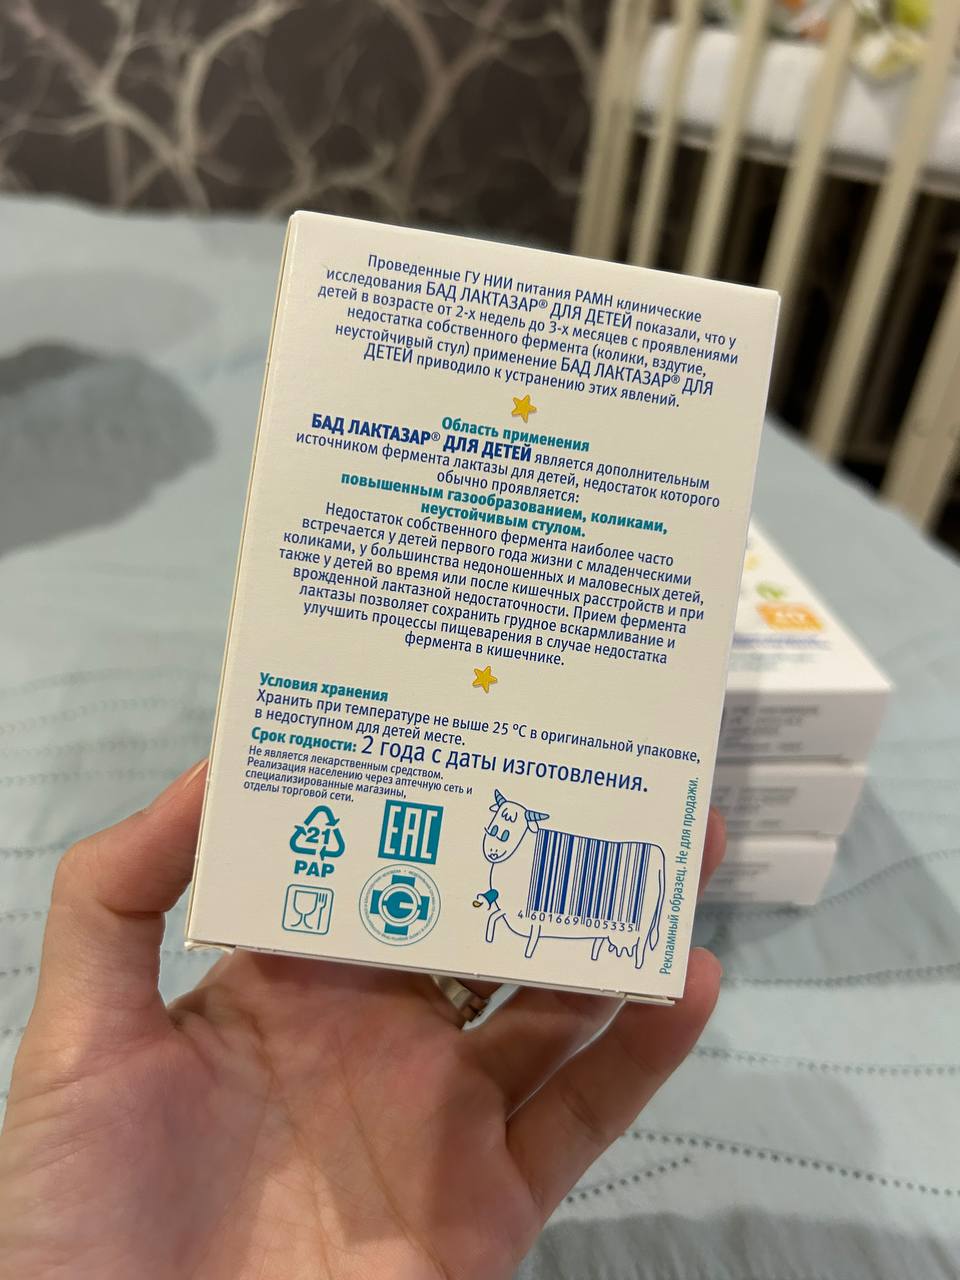 Проведенные ГУ НИИ питания РАМН клинические
исследования БАД ЛАКТАЗАР® ДЛЯ ДЕТЕЙ показали, что у
детей в возрасте от 2-х недель до 3-х месяцев с проявлениями
недостатка собственного фермента (колики, вздутие,
неустойчивый стул) применение БАД ЛАКТАЗАР® ДЛЯ
ДЕТЕЙ приводило к устранению этих явлений.
Область применения
БАД ЛАКТАЗАР® ДЛЯ ДЕТЕЙ является дополнительным
источником фермента лактазы для детей, недостаток которого
обычно проявляется:
повышенным газообразованием, коликами,
неустойчивым стулом.
Недостаток собственного фермента наиболее часто
встречается у детей первого года жизни с младенческими
коликами, у большинства недоношенных и маловесных детей,
также у детей во время или после кишечных расстройств и при
врожденной лактазной недостаточности. Прием фермента
лактазы позволяет сохранить грудное вскармливание и
улучшить процессы пищеварения в случае недостатка
фермента в кишечнике.
Условия хранения
Хранить при температуре не выше 25 °C в оригинальной упаковке,
в недоступном для детей месте.
Срок годности: 2 года с даты изготовления.
Не является лекарственным средством.
Реализация населению через аптечную сеть и
специализированные магазины,
отделы торговой сети.
21
PAP
EAC
4 601669 005335
Рекламный образец. Не для продажи.